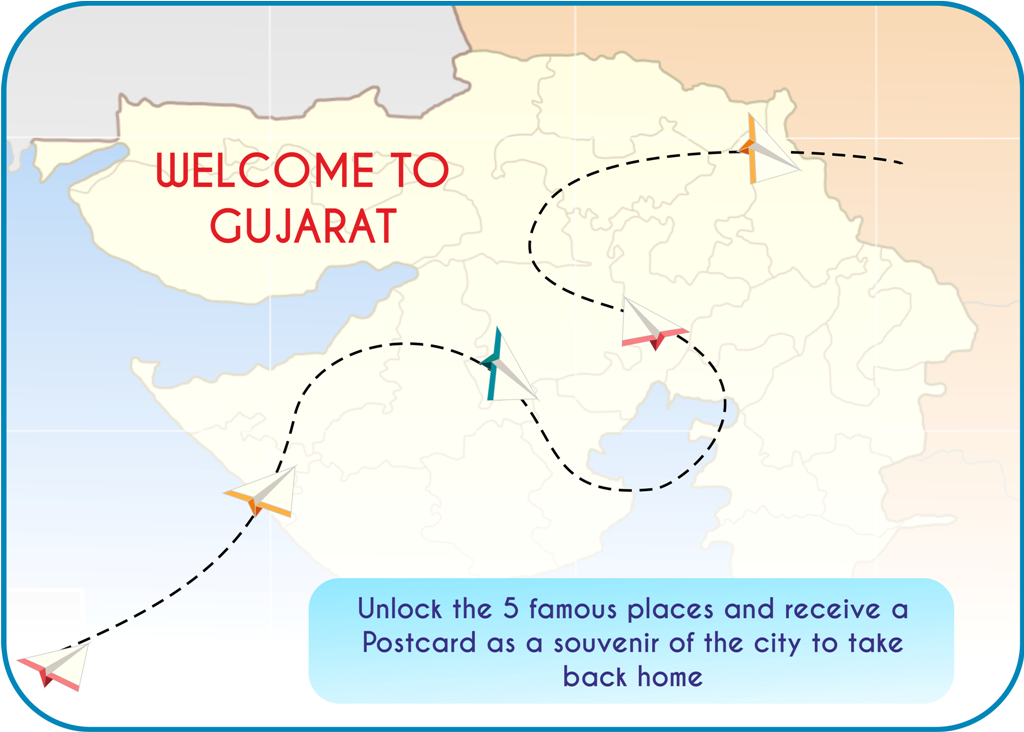 WELCOME TO
GUJARAT
Unlock the 5 famous places and receive a
Postcard as a souvenir of the city to take
back home